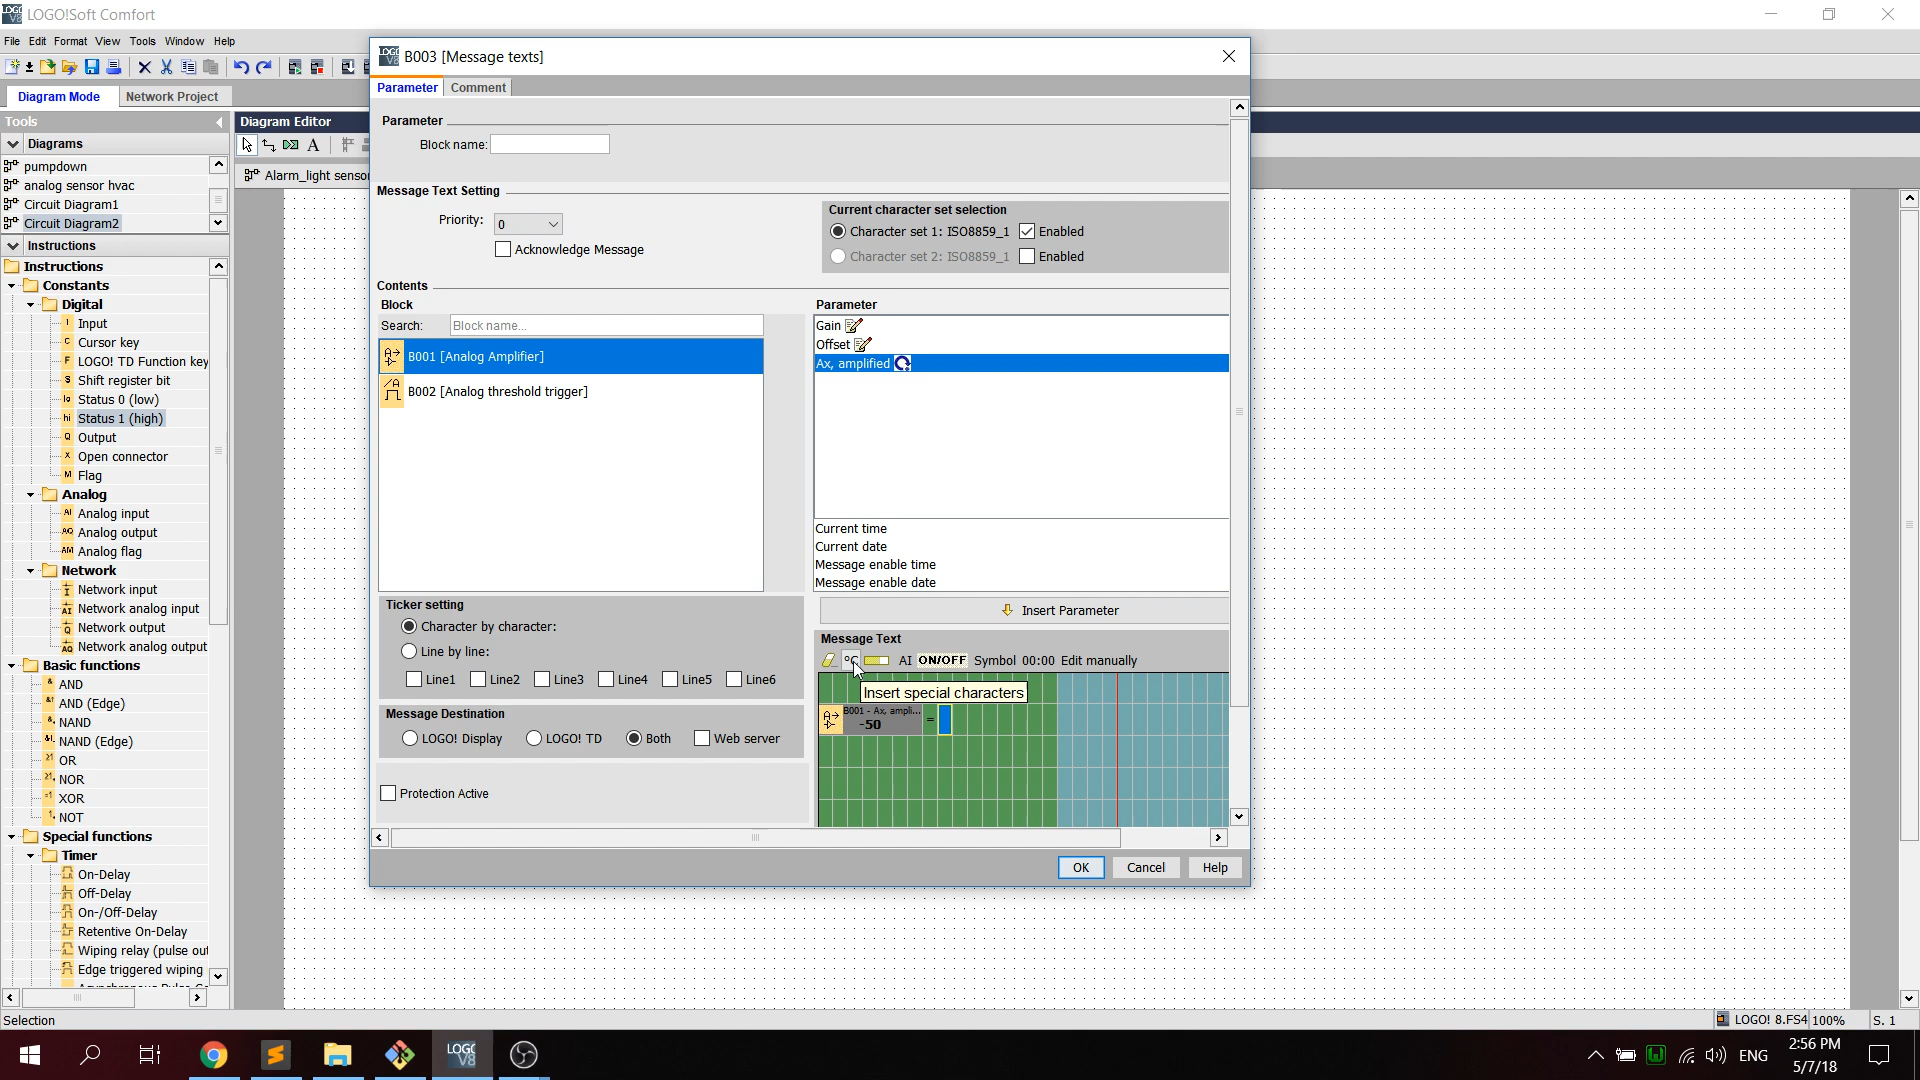 LOGO!Soft Comfort
File Edit Format View Tools Window Help
Diagram Mode
Network Project
Tools
Diagrams
pumpdown
analog sensor hvac
Circuit Diagram1
Circuit Diagram2
Instructions
Instructions
Constants
Digital
Input
Cursor key
LOGO! TD Function key
Shift register bit
Status 0 (low)
Status 1 (high)
Output
Open connector
Flag
Analog
Analog input
Analog output
Analog flag
Network
Network input
Network analog input
Network output
Network analog output
Basic functions
AND
AND (Edge)
NAND
NAND (Edge)
OR
NOR
XOR
NOT
Special functions
Timer
On-Delay
Off-Delay
On-/Off-Delay
Retentive On-Delay
Wiping relay (pulse out
Edge triggered wiping
Diagram Editor
Alarm_light sensor
B003 [Message texts]
Parameter
Comment
Parameter
Block name:
Message Text Setting
Priority: 0
Acknowledge Message
Current character set selection
Character set 1: ISO8859_1 Enabled
Character set 2: ISO8859_1 Enabled
Contents
Block
Search: Block name...
B001 [Analog Amplifier]
B002 [Analog threshold trigger]
Parameter
Gain
Offset
Ax, amplified
Current time
Current date
Message enable time
Message enable date
Insert Parameter
Ticker setting
Character by character:
Line by line:
Line1 Line2 Line3 Line4 Line5 Line6
Message Destination
LOGO! Display LOGO! TD Both Web server
Protection Active
Message Text
°C AI ON/OFF Symbol 00:00 Edit manually
Insert special characters
B001 - Ax, ampli...
-50 =
OK Cancel Help
Selection
LOGO! 8.FS4 100% S. 1
ENG
2:56 PM
5/7/18